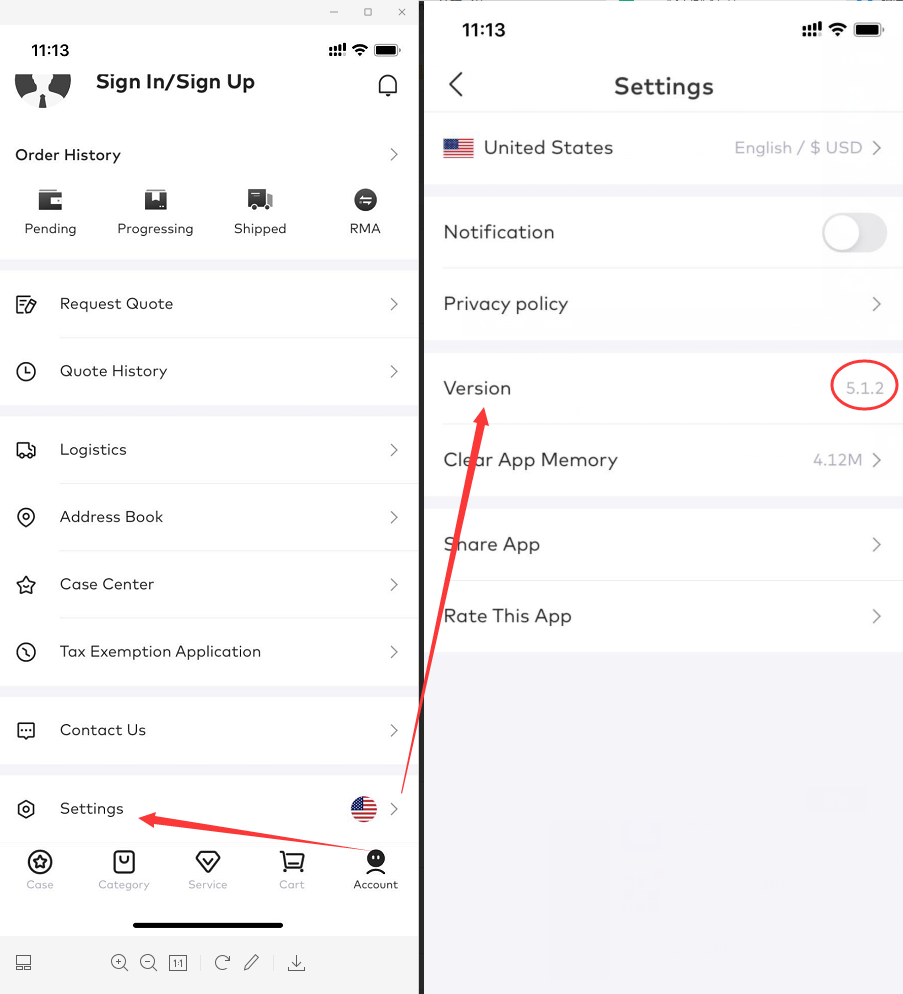 11:13
Sign In/Sign Up
Order History
Pending Progressing Shipped RMA
Request Quote
Quote History
Logistics
Address Book
Case Center
Tax Exemption Application
Contact Us
Settings
Case Category Service Cart Account
1:1
11:13
Settings
United States English / $ USD
Notification
Privacy policy
Version 5.1.2
Clear App Memory 4.12M
Share App
Rate This App